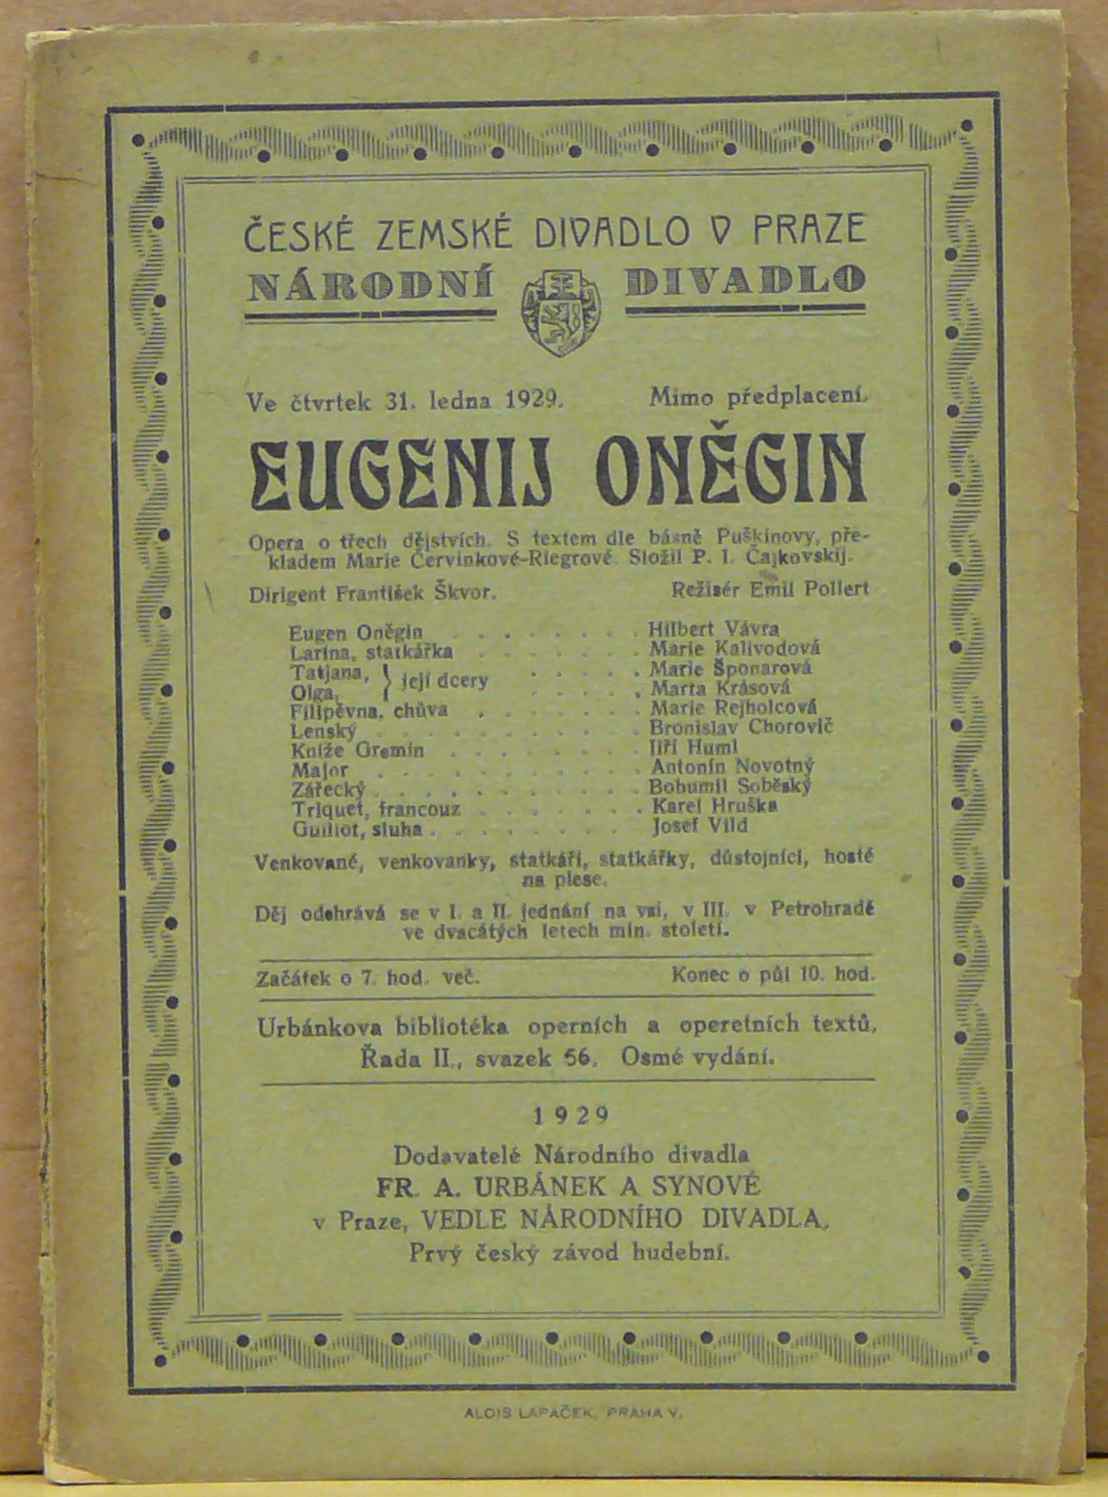 ČESKÉ ZEMSKÉ DIVADLO V PRAZE
NÁRODNÍ DIVADLO
Ve čtvrtek 31. ledna 1929. Mimo předplacení.
EUGENIJ ONĚGIN
Opera o třech dějstvích. S textem dle básně Puškinovy, pře-
kladem Marie Červinkové-Riegrové. Složil P. I. Čajkovskij.
Dirigent František Škvor. Režisér Emil Pollert
Eugen Oněgin . . . . . . . . Hilbert Vávra
Larina, statkářka . . . . . . . Marie Kalivodová
Tatjana, } její dcery . . . . . Marie Šponarová
Olga, . . . . . Marta Krásová
Filipěvna, chůva . . . . . . . Marie Rejholcová
Lenský . . . . . . . . . . Bronislav Chorovič
Kníže Gremin . . . . . . . . Jiří Huml
Major . . . . . . . . . . Antonín Novotný
Zářecký . . . . . . . . . . Bohumil Soběský
Triquet, francouz . . . . . . . Karel Hruška
Guillot, sluha . . . . . . . . Josef Vild
Venkované, venkovanky, statkáři, statkářky, důstojníci, hosté
na plese.
Děj odehrává se v I. a II. jednání na vsi, v III. v Petrohradě
ve dvacátých letech min. století.
Začátek o 7. hod. več. Konec o půl 10. hod.
Urbánkova bibliotéka operních a operetních textů,
Řada II., svazek 56. Osmé vydání.
1929
Dodavatelé Národního divadla
FR. A. URBÁNEK A SYNOVÉ
v Praze, VEDLE NÁRODNÍHO DIVADLA.
Prvý český závod hudební.
ALOIS LAPAČEK, PRAHA V.